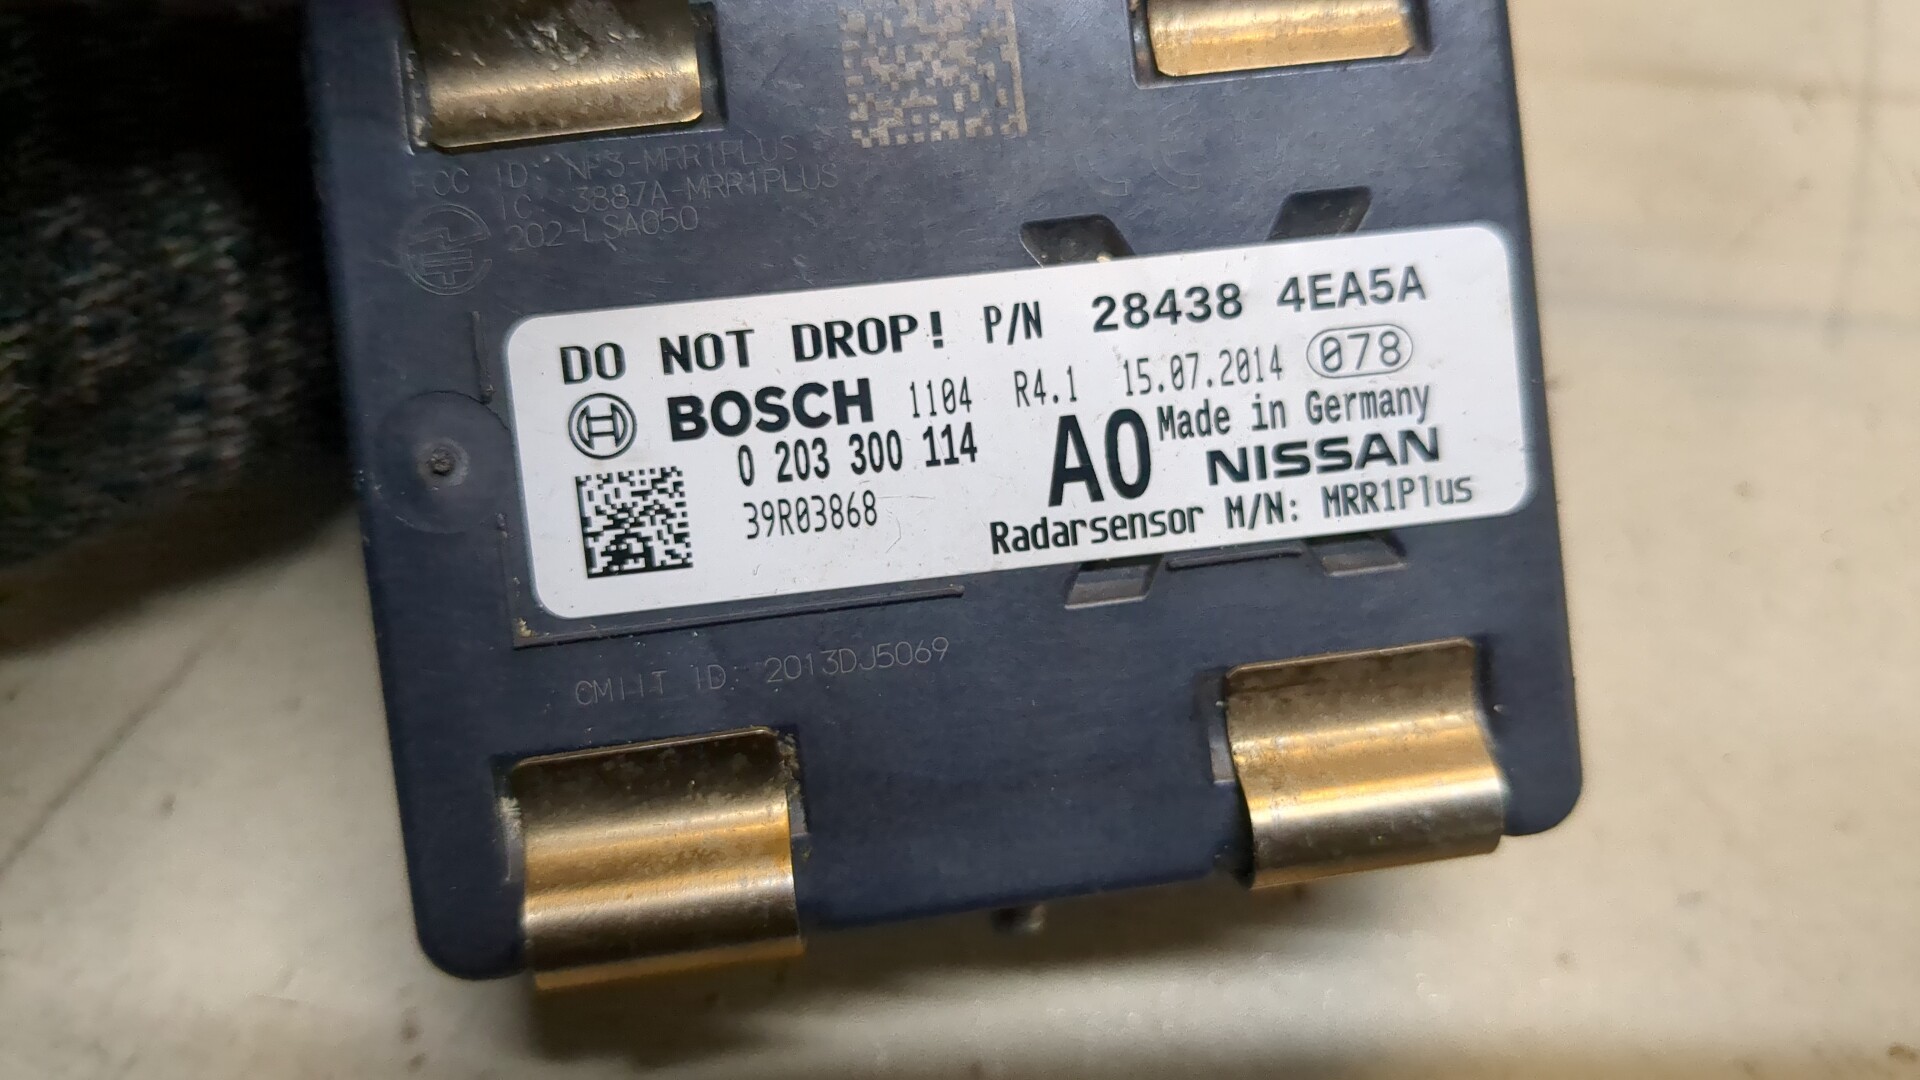 FCC ID: NF3-MRR1PLUS
IC: 3887A-MRR1PLUS
202-LSA050
DO NOT DROP! P/N 28438 4EA5A
BOSCH 1104 R4.1 15.07.2014 078
0 203 300 114 A0 Made in Germany
NISSAN
39R03868 Radarsensor M/N: MRR1Plus
CMIIT ID: 2013DJ5069